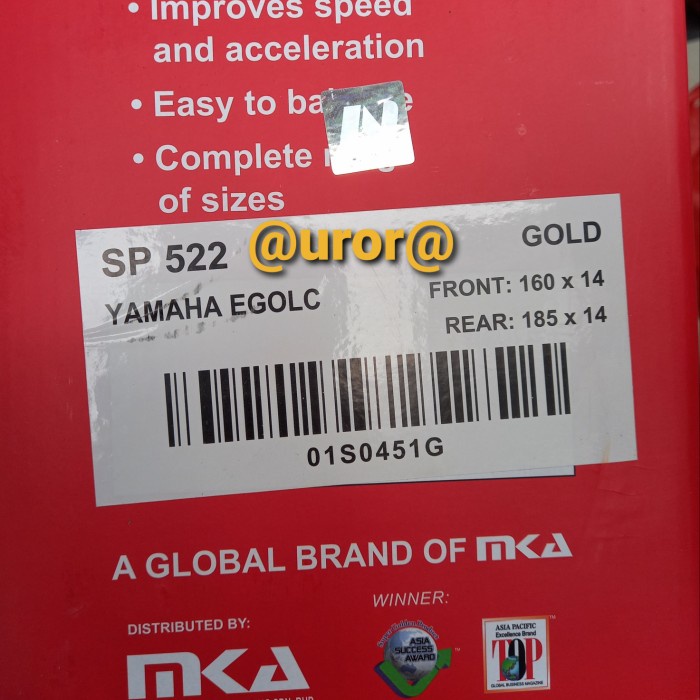 • Improves speed
and acceleration
• Easy to
• Complete
of sizes
@uror@
SP 522
GOLD
YAMAHA EGOLC
FRONT: 160 x 14
REAR: 185 x 14
01S0451G
A GLOBAL BRAND OF MKA
WINNER:
DISTRIBUTED BY:
MKA
ASIA
SUCCESS
AWARD
TM
ASIA PACIFIC
Excellence Brand
TOP
GLOBAL BUSINESS MAGAZINE
TM